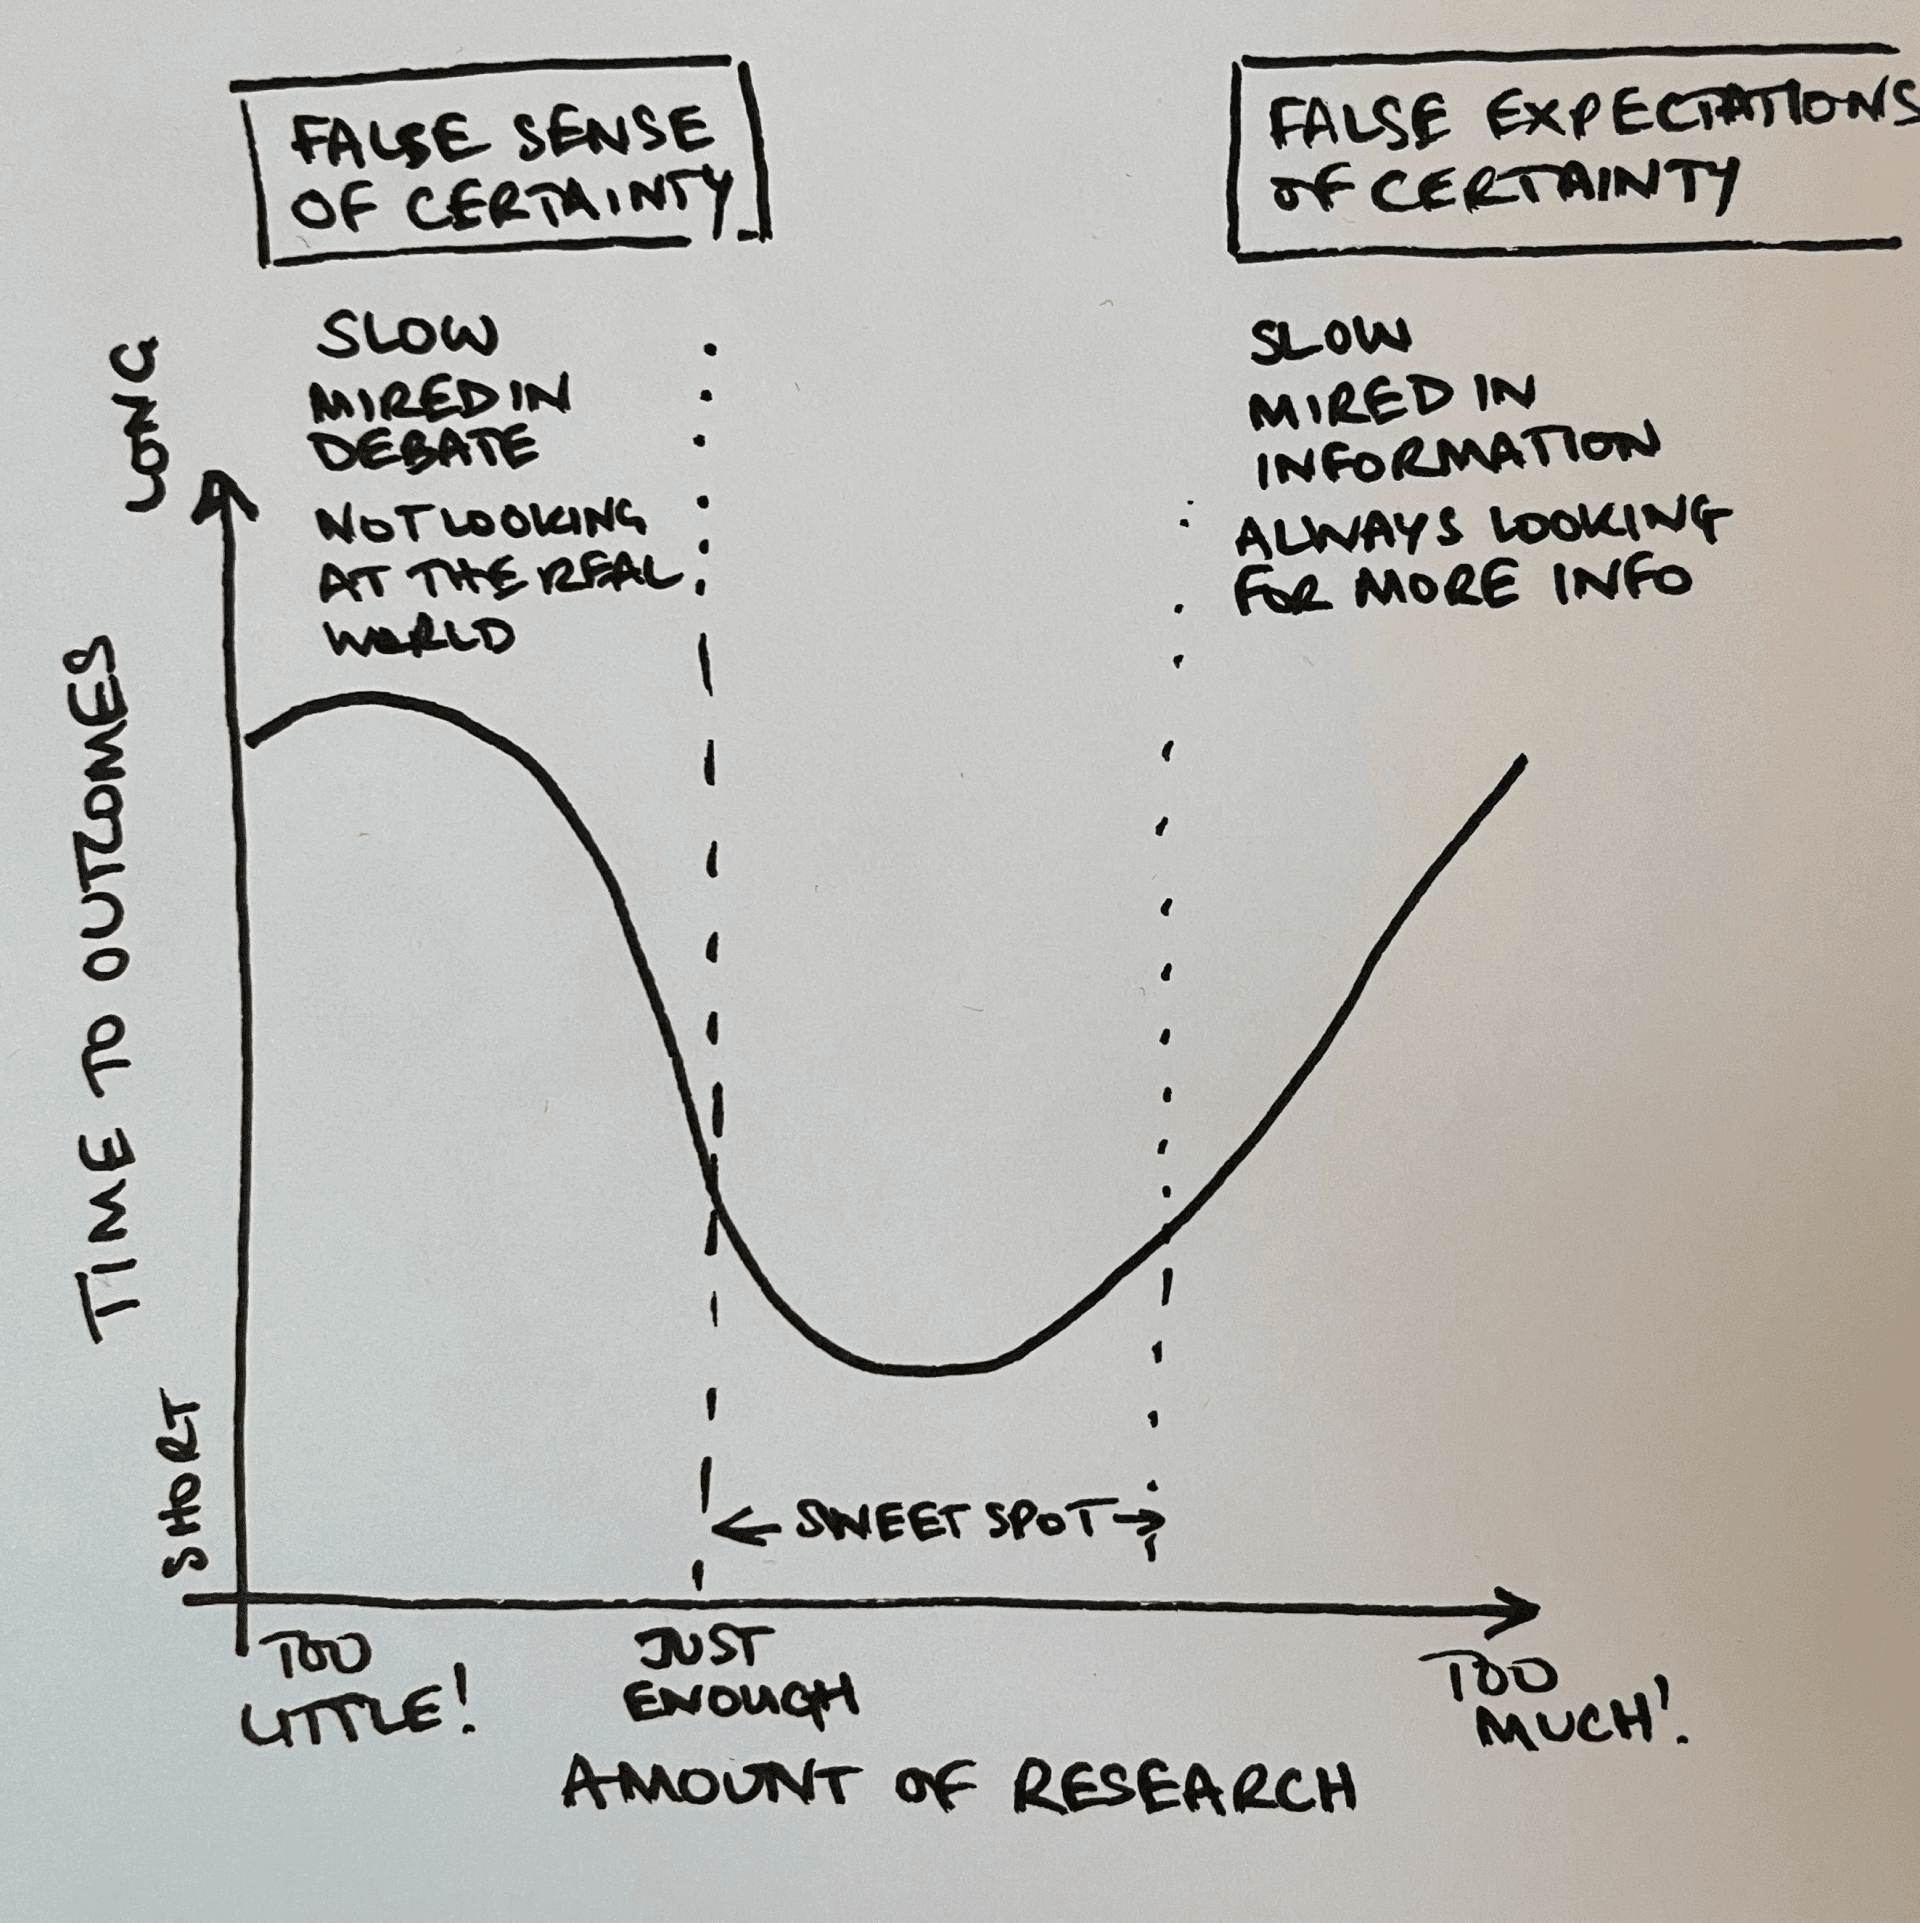 FALSE SENSE
OF CERTAINTY
FALSE EXPECTATIONS
OF CERTAINTY
SLOW
MIRED IN
DEBATE
NOT LOOKING
AT THE REAL
WORLD
SLOW
MIRED IN
INFORMATION
ALWAYS LOOKING
FOR MORE INFO
LONG
TIME TO OUTCOMES
SHORT
← SWEET SPOT →
TOO
LITTLE!
JUST
ENOUGH
TOO
MUCH!
AMOUNT OF RESEARCH